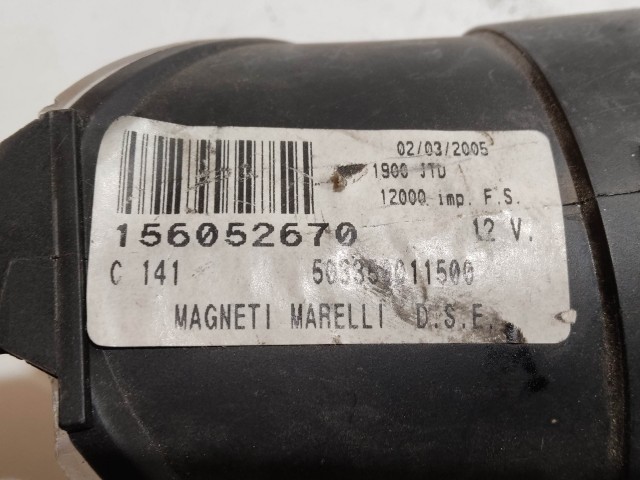 02/03/2005
1900 JTD
12000 imp. F.S.
156052670 12 V.
C 141
MAGNETI MARELLI D.S.E.